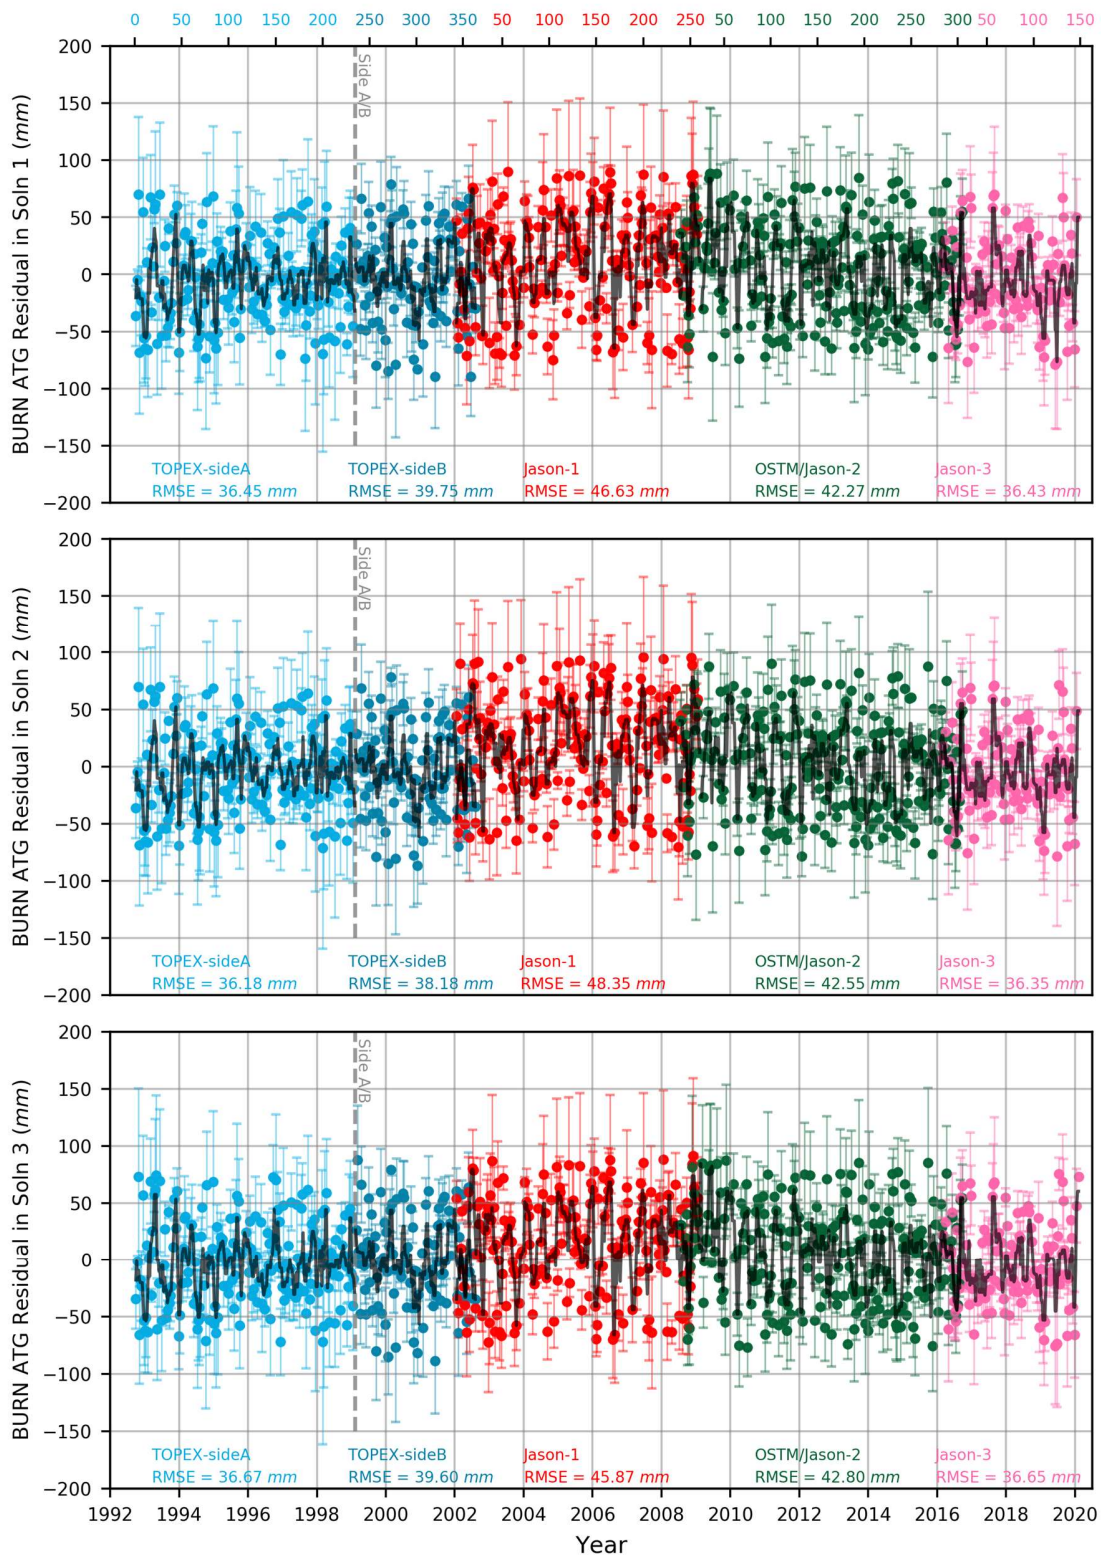 0 50 100 150 200 250 300 350 50 100 150 200 250 50 100 150 200 250 300 50 100 150
BURN ATG Residual in Soln 1 (mm)
200
150
100
50
0
−50
−100
−150
−200
Side A/B
TOPEX-sideA
RMSE = 36.45 mm
TOPEX-sideB
RMSE = 39.75 mm
Jason-1
RMSE = 46.63 mm
OSTM/Jason-2
RMSE = 42.27 mm
Jason-3
RMSE = 36.43 mm
BURN ATG Residual in Soln 2 (mm)
200
150
100
50
0
−50
−100
−150
−200
Side A/B
TOPEX-sideA
RMSE = 36.18 mm
TOPEX-sideB
RMSE = 38.18 mm
Jason-1
RMSE = 48.35 mm
OSTM/Jason-2
RMSE = 42.55 mm
Jason-3
RMSE = 36.35 mm
BURN ATG Residual in Soln 3 (mm)
200
150
100
50
0
−50
−100
−150
−200
Side A/B
TOPEX-sideA
RMSE = 36.67 mm
TOPEX-sideB
RMSE = 39.60 mm
Jason-1
RMSE = 45.87 mm
OSTM/Jason-2
RMSE = 42.80 mm
Jason-3
RMSE = 36.65 mm
1992 1994 1996 1998 2000 2002 2004 2006 2008 2010 2012 2014 2016 2018 2020
Year